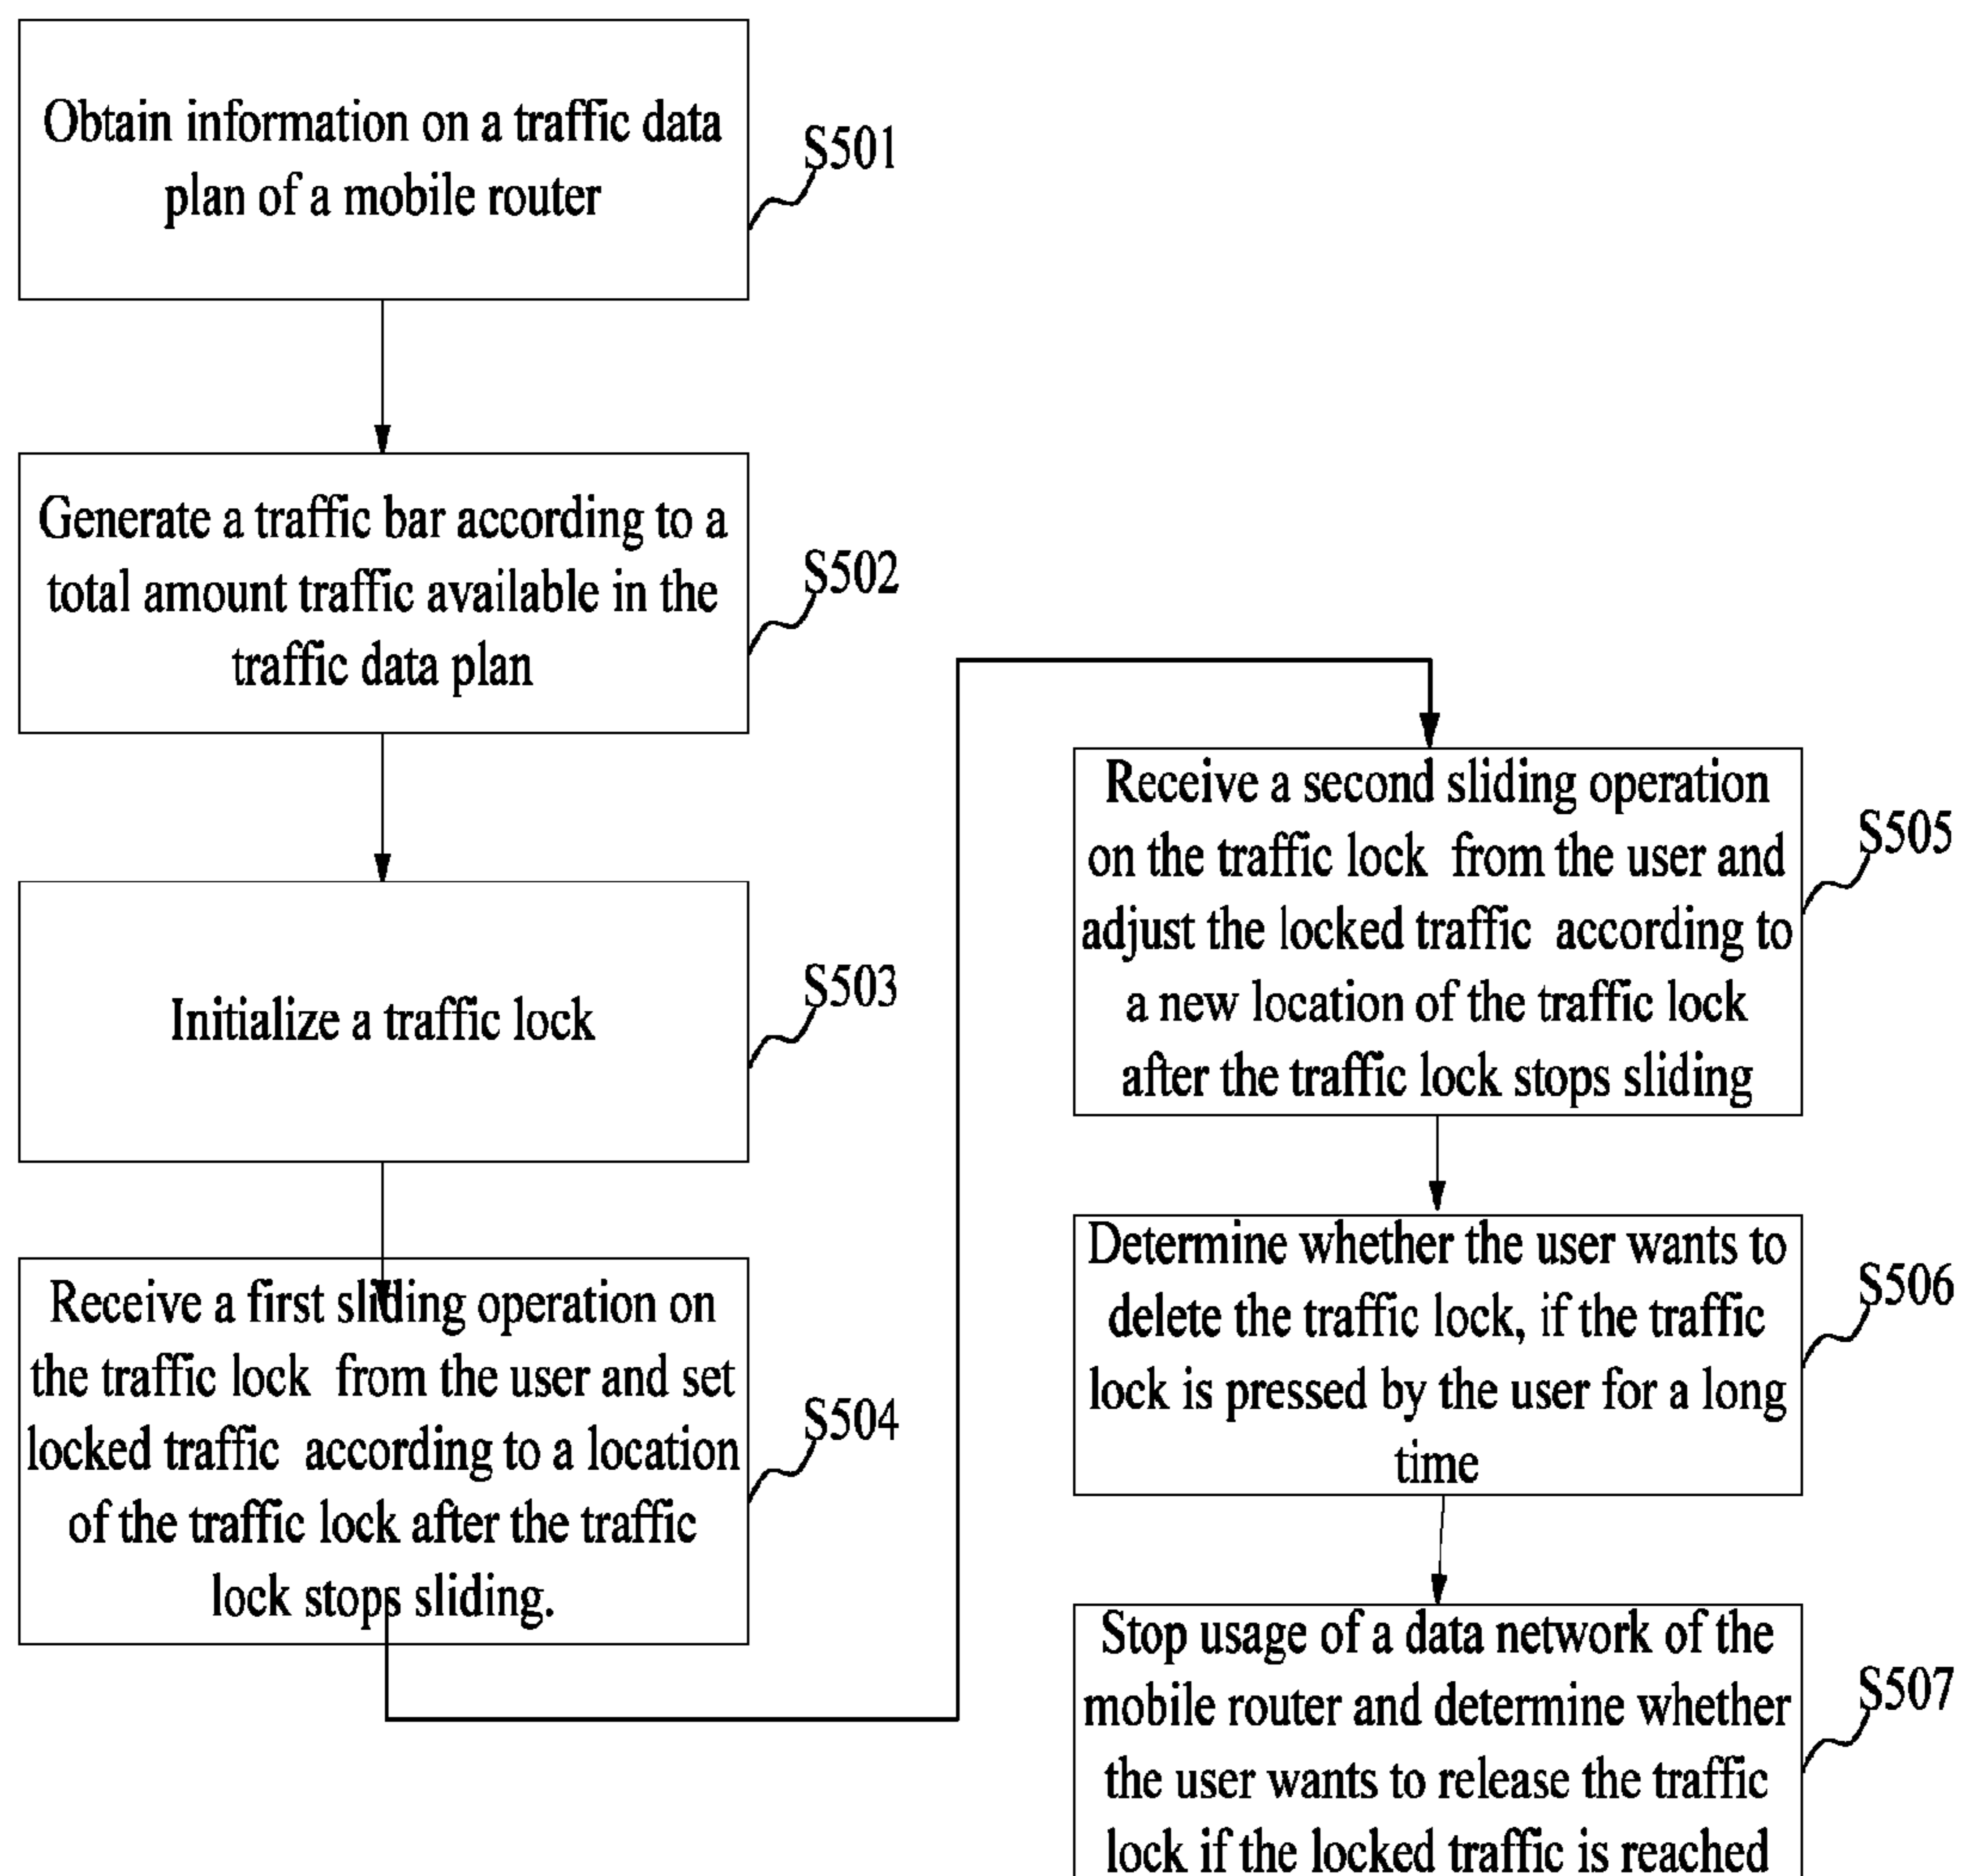 Obtain information on a traffic data
plan of a mobile router
S501
Generate a traffic bar according to a
total amount traffic available in the
traffic data plan
S502
Initialize a traffic lock
S503
Receive a first sliding operation on
the traffic lock from the user and set
locked traffic according to a location
of the traffic lock after the traffic
lock stops sliding.
S504
Receive a second sliding operation
on the traffic lock from the user and
adjust the locked traffic according to
a new location of the traffic lock
after the traffic lock stops sliding
S505
Determine whether the user wants to
delete the traffic lock, if the traffic
lock is pressed by the user for a long
time
S506
Stop usage of a data network of the
mobile router and determine whether
the user wants to release the traffic
lock if the locked traffic is reached
S507